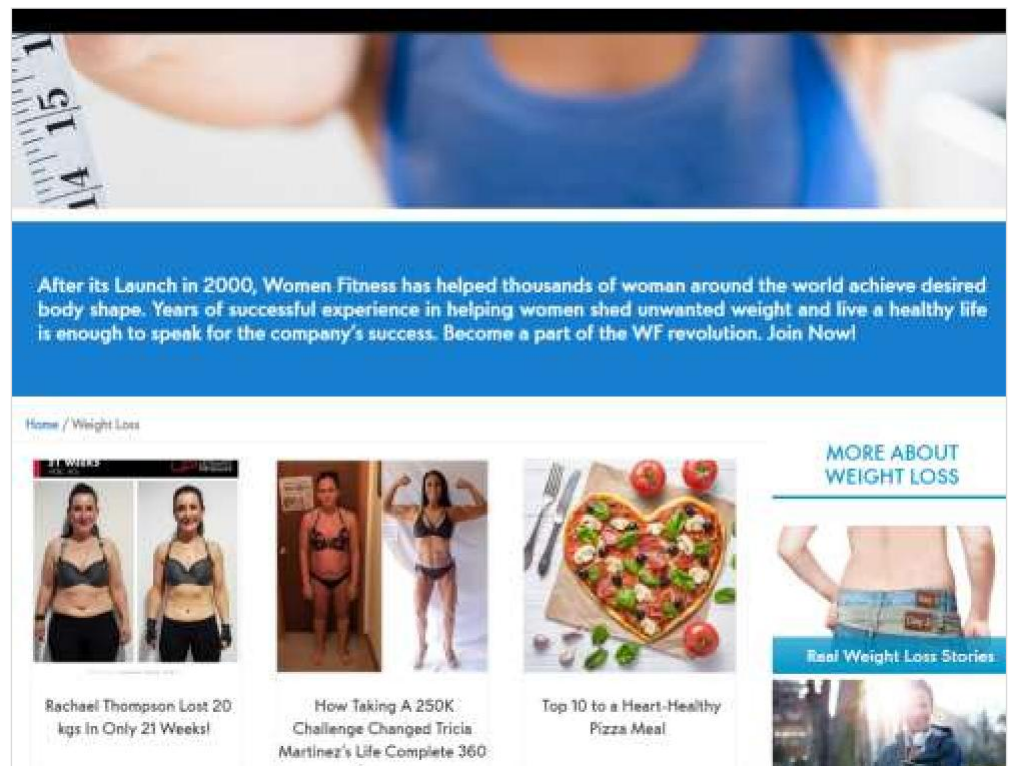 15
14
After its Launch in 2000, Women Fitness has helped thousands of woman around the world achieve desired
body shape. Years of successful experience in helping women shed unwanted weight and live a healthy life
is enough to speak for the company's success. Become a part of the WF revolution. Join Now!
Home / Weight Loss
MORE ABOUT
WEIGHT LOSS
21 WEEKS
Real Weight Loss Stories
Rachael Thompson Lost 20
kgs In Only 21 Weeks!
How Taking A 250K
Challenge Changed Tricia
Martinez's Life Complete 360
Top 10 to a Heart-Healthy
Pizza Meal